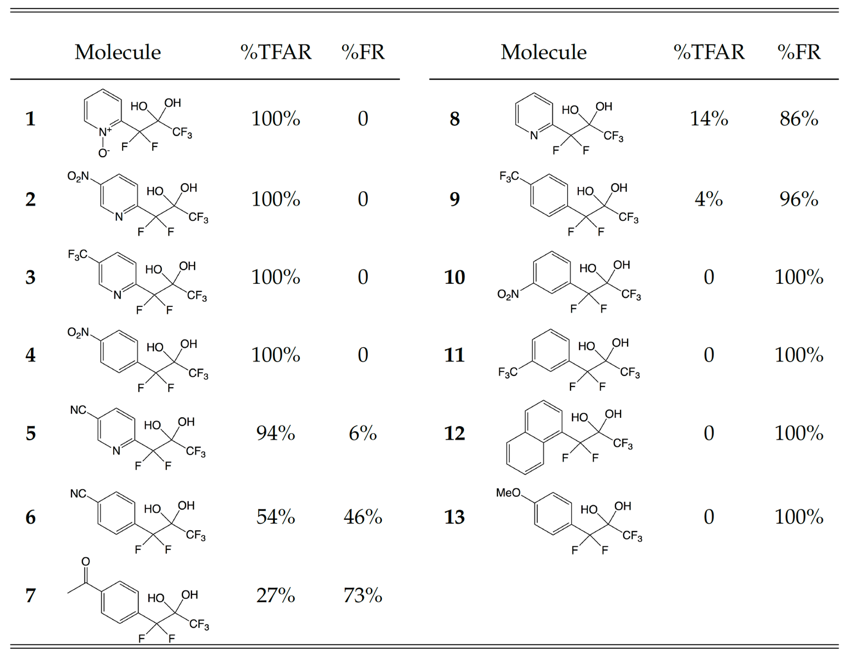 Molecule %TFAR %FR
HO OH
1 N+ CF3 100% 0
O- F F
O2N HO OH
2 N F F CF3 100% 0
F3C HO OH
3 N F F CF3 100% 0
O2N HO OH
4 F F CF3 100% 0
NC HO OH
5 N F F CF3 94% 6%
NC HO OH
6 F F CF3 54% 46%
O HO OH
7 F F CF3 27% 73%
Molecule %TFAR %FR
HO OH
8 N F F CF3 14% 86%
F3C HO OH
9 F F CF3 4% 96%
HO OH
10 O2N F F CF3 0 100%
HO OH
11 F3C F F CF3 0 100%
HO OH
12 F F CF3 0 100%
MeO HO OH
13 F F CF3 0 100%